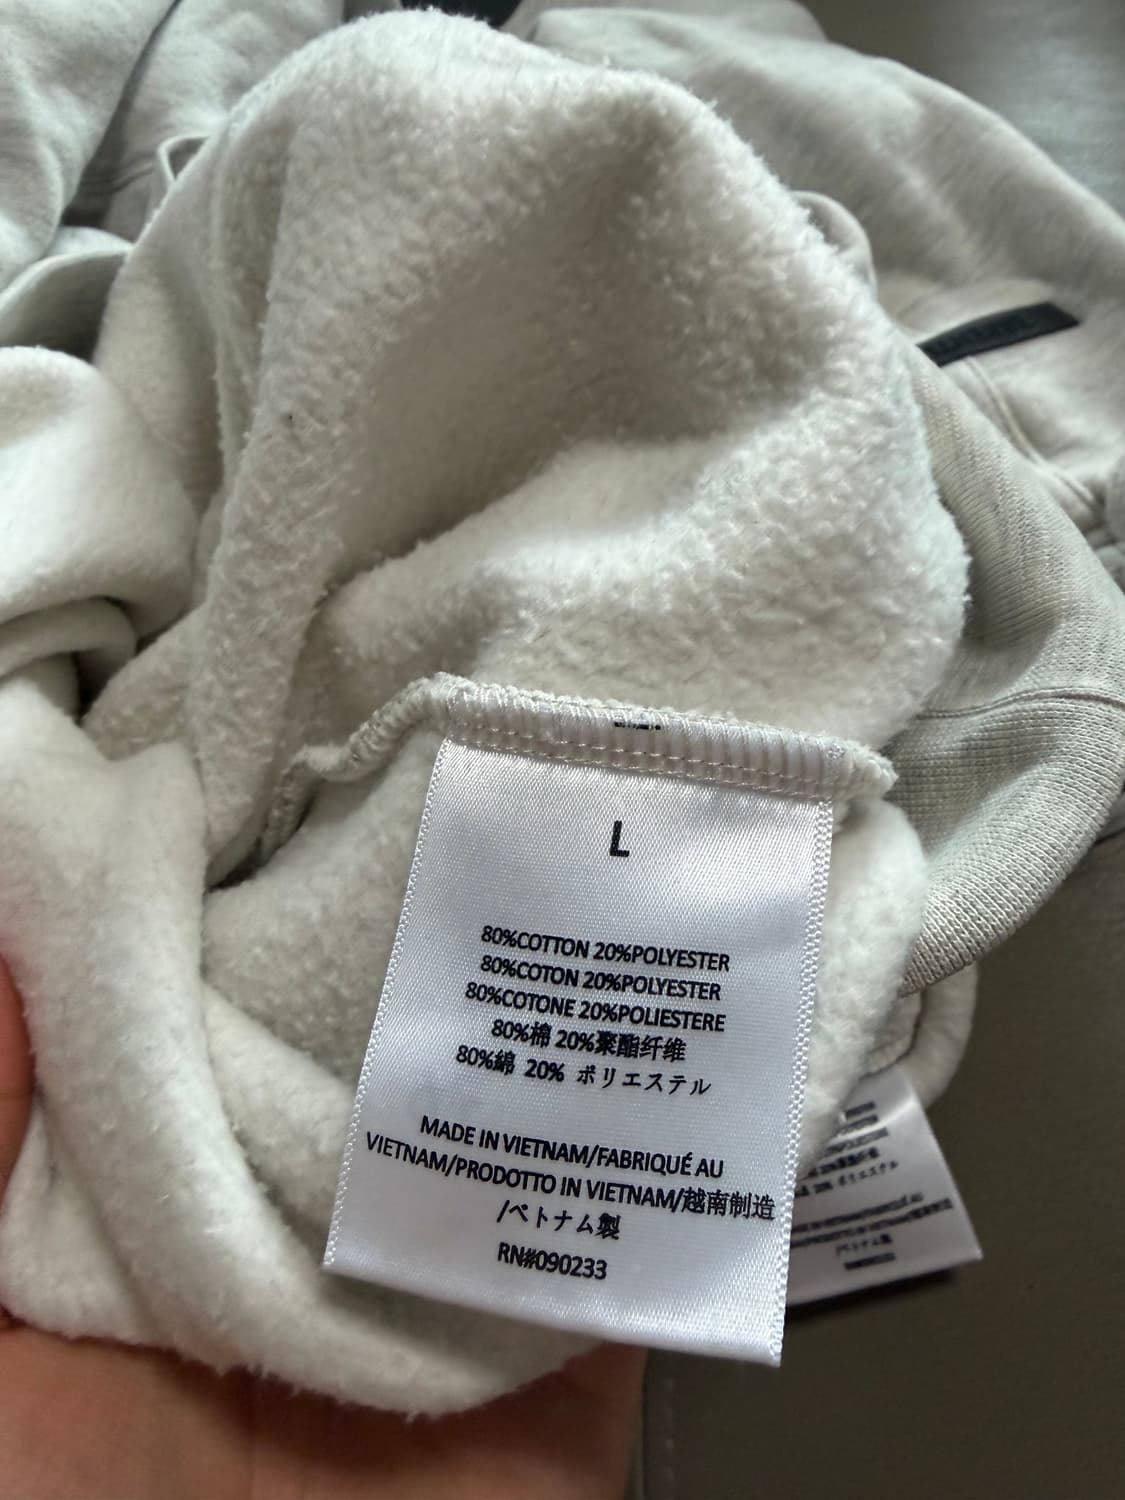 L
80%COTTON 20%POLYESTER
80%COTON 20%POLYESTER
80%COTONE 20%POLIESTERE
80%棉 20%聚酯纤维
80%綿 20% ポリエステル
MADE IN VIETNAM/FABRIQUÉ AU
VIETNAM/PRODOTTO IN VIETNAM/越南制造
/ベトナム製
RN#090233